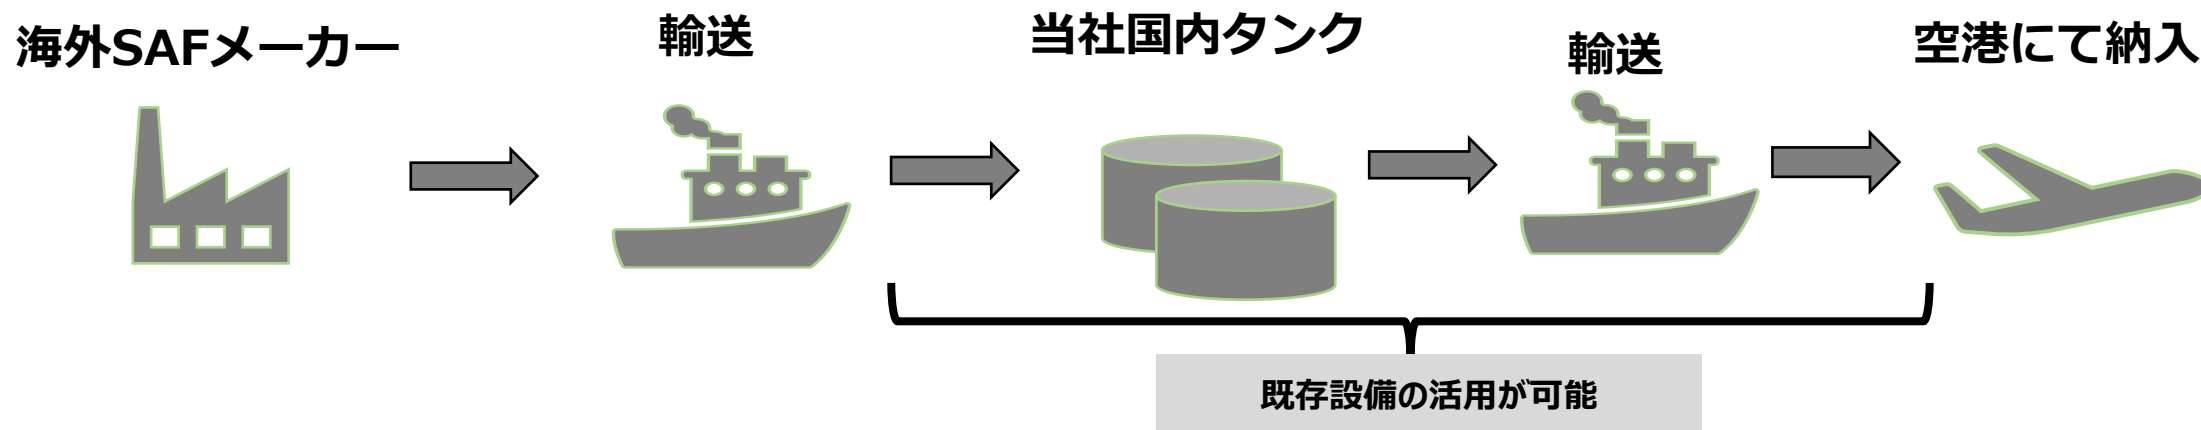 海外SAFメーカー
輸送
当社国内タンク
輸送
空港にて納入
既存設備の活用が可能